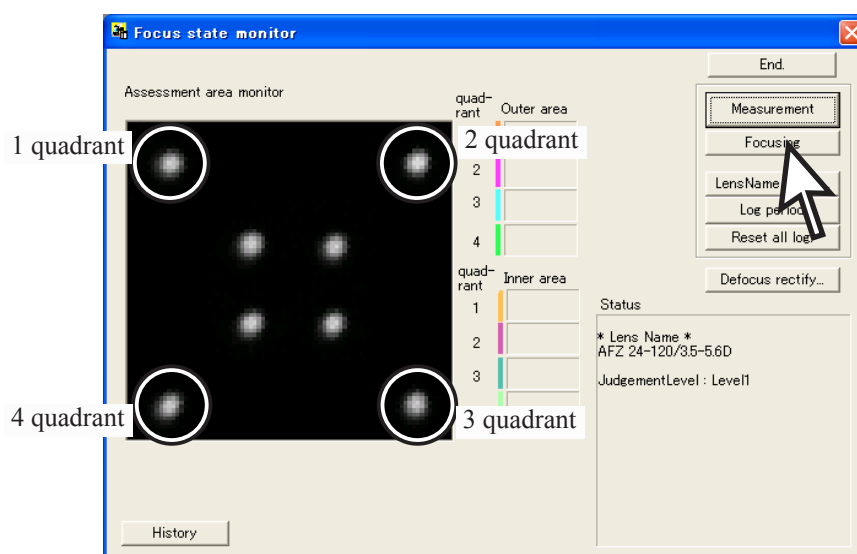 Focus state monitor
End.
Assessment area monitor
quad-
rant
Outer area
Measurement
1 quadrant
2 quadrant
Focusing
2
LensName
3
Log period
4
Reset all log
quad-
rant
Inner area
Defocus rectify...
1
Status
2
* Lens Name *
AFZ 24-120/3.5-5.6D
3
JudgementLevel : Level1
4 quadrant
3 quadrant
History